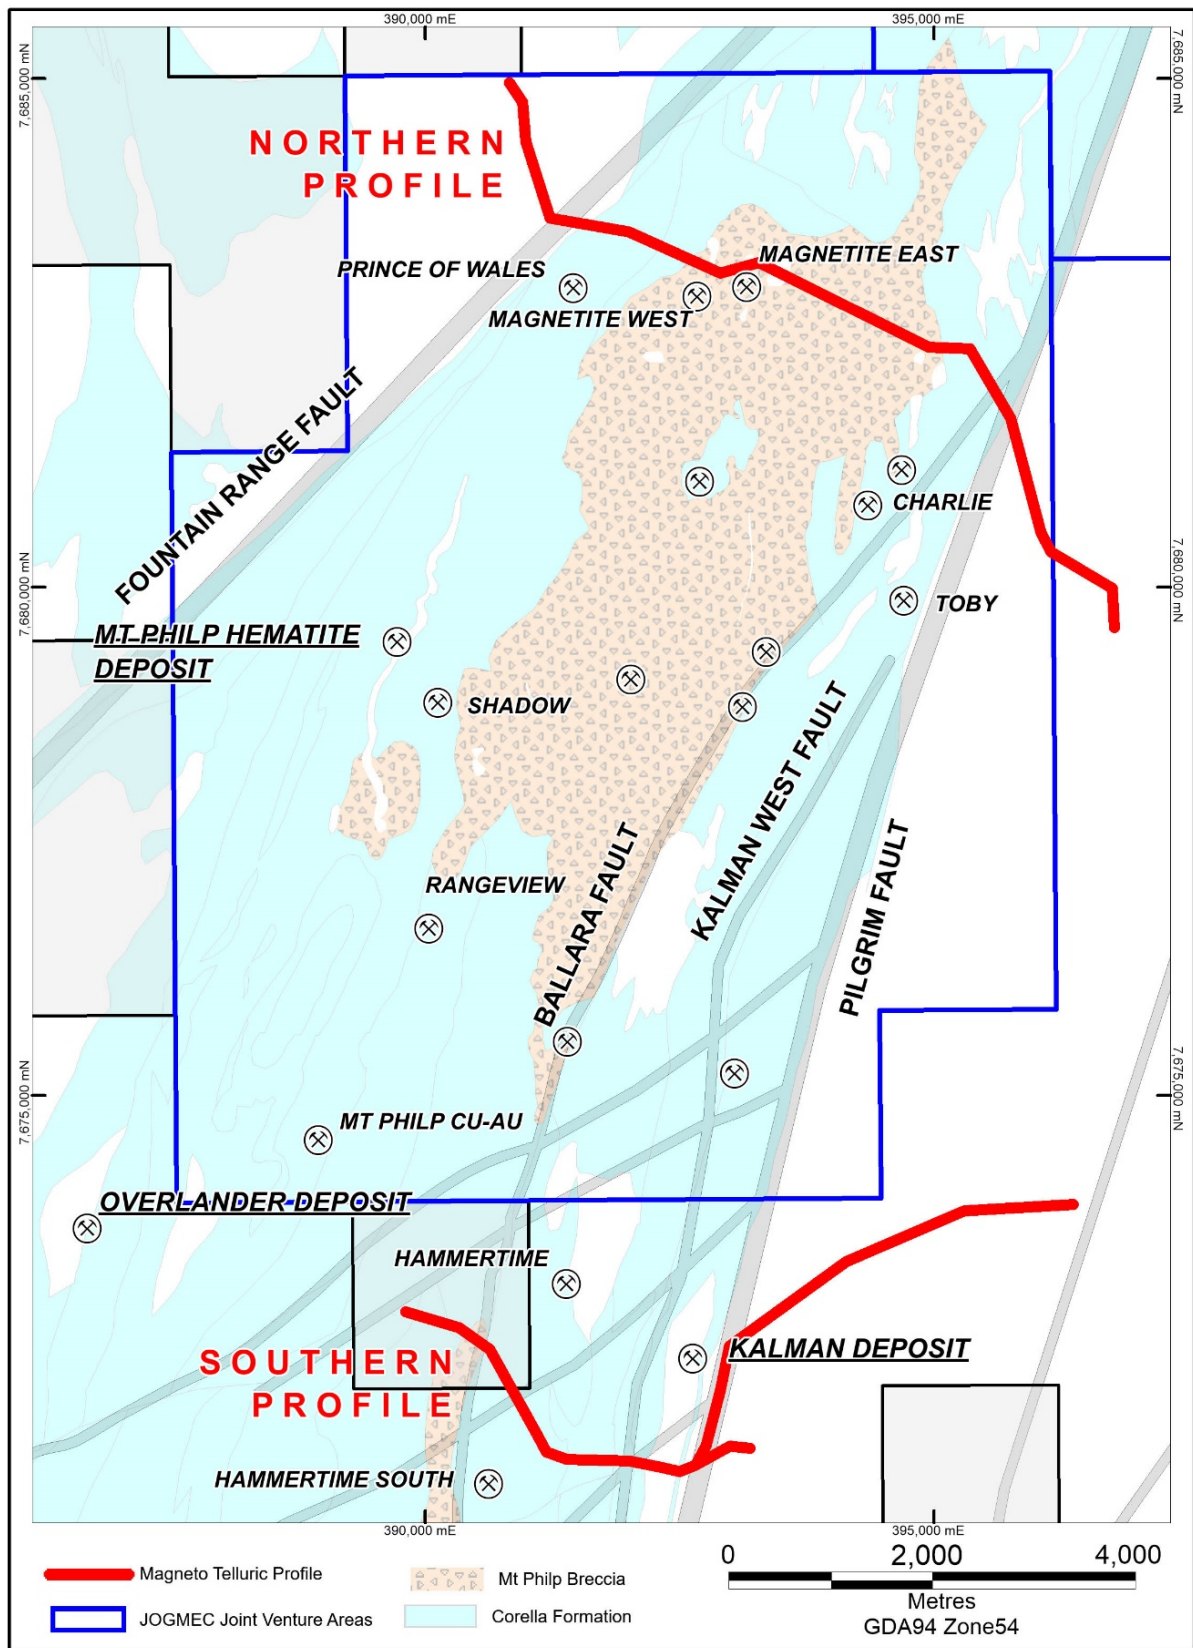 390,000 mE
395,000 mE
7,685,000 mN
7,685,000 mN
NORTHERN
PROFILE
PRINCE OF WALES
MAGNETITE EAST
MAGNETITE WEST
FOUNTAIN RANGE FAULT
CHARLIE
7,680,000 mN
7,680,000 mN
TOBY
MT PHILP HEMATITE
DEPOSIT
SHADOW
KALMAN WEST FAULT
RANGEVIEW
BALLARA FAULT
PILGRIM FAULT
7,675,000 mN
7,675,000 mN
MT PHILP CU-AU
OVERLANDER DEPOSIT
HAMMERTIME
KALMAN DEPOSIT
SOUTHERN
PROFILE
HAMMERTIME SOUTH
390,000 mE
395,000 mE
Magneto Telluric Profile
Mt Philp Breccia
JOGMEC Joint Venture Areas
Corella Formation
0 2,000 4,000
Metres
GDA94 Zone54